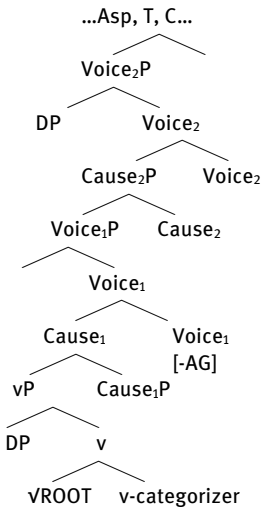 ...Asp, T, C...
Voice₂P
DP Voice₂
Cause₂P Voice₂
Voice₁P Cause₂
Voice₁
Cause₁ Voice₁
[-AG]
vP Cause₁P
DP v
√ROOT v-categorizer